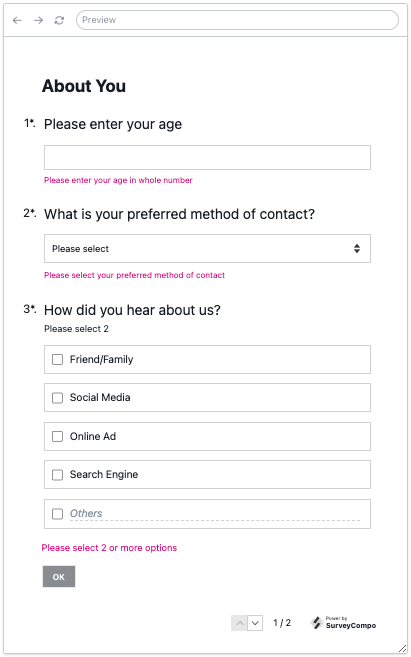 Preview
About You
1*. Please enter your age
Please enter your age in whole number
2*. What is your preferred method of contact?
Please select
Please select your preferred method of contact
3*. How did you hear about us?
Please select 2
Friend/Family
Social Media
Online Ad
Search Engine
Others
Please select 2 or more options
OK
1 / 2
Power by
SurveyCompo